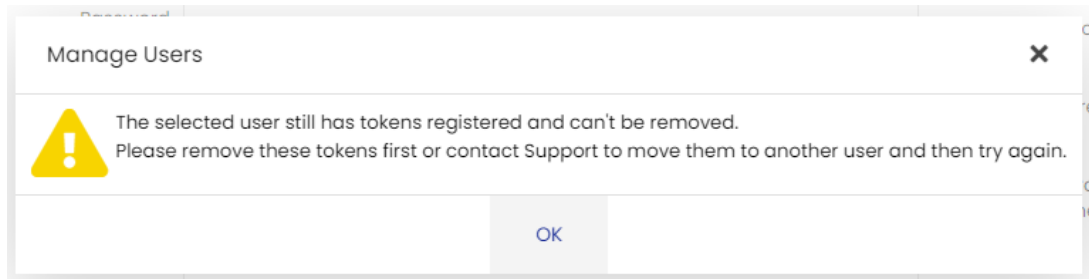 Manage Users
The selected user still has tokens registered and can't be removed.
Please remove these tokens first or contact Support to move them to another user and then try again.
OK